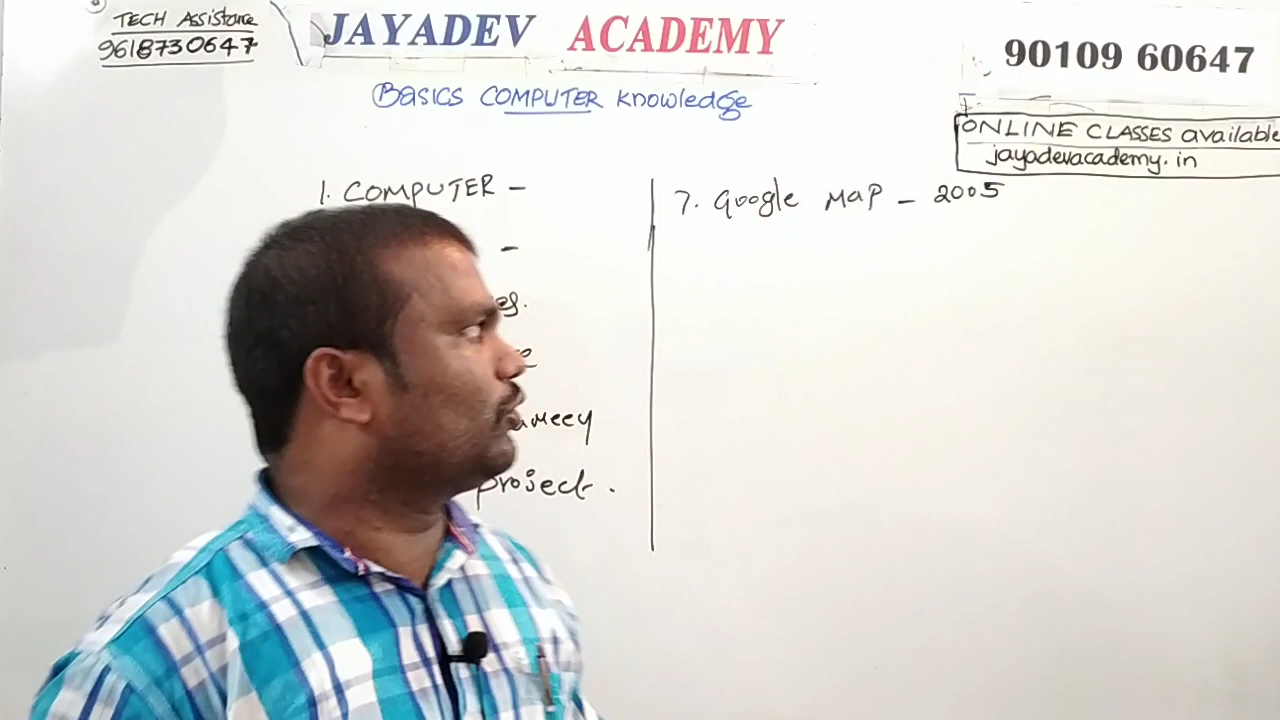 TECH Assistance
9618730647
JAYADEV ACADEMY
90109 60647
Basics COMPUTER Knowledge
ONLINE CLASSES available
jayadevacademy.in
1. COMPUTER -
-
project.
7. Google Map - 2005